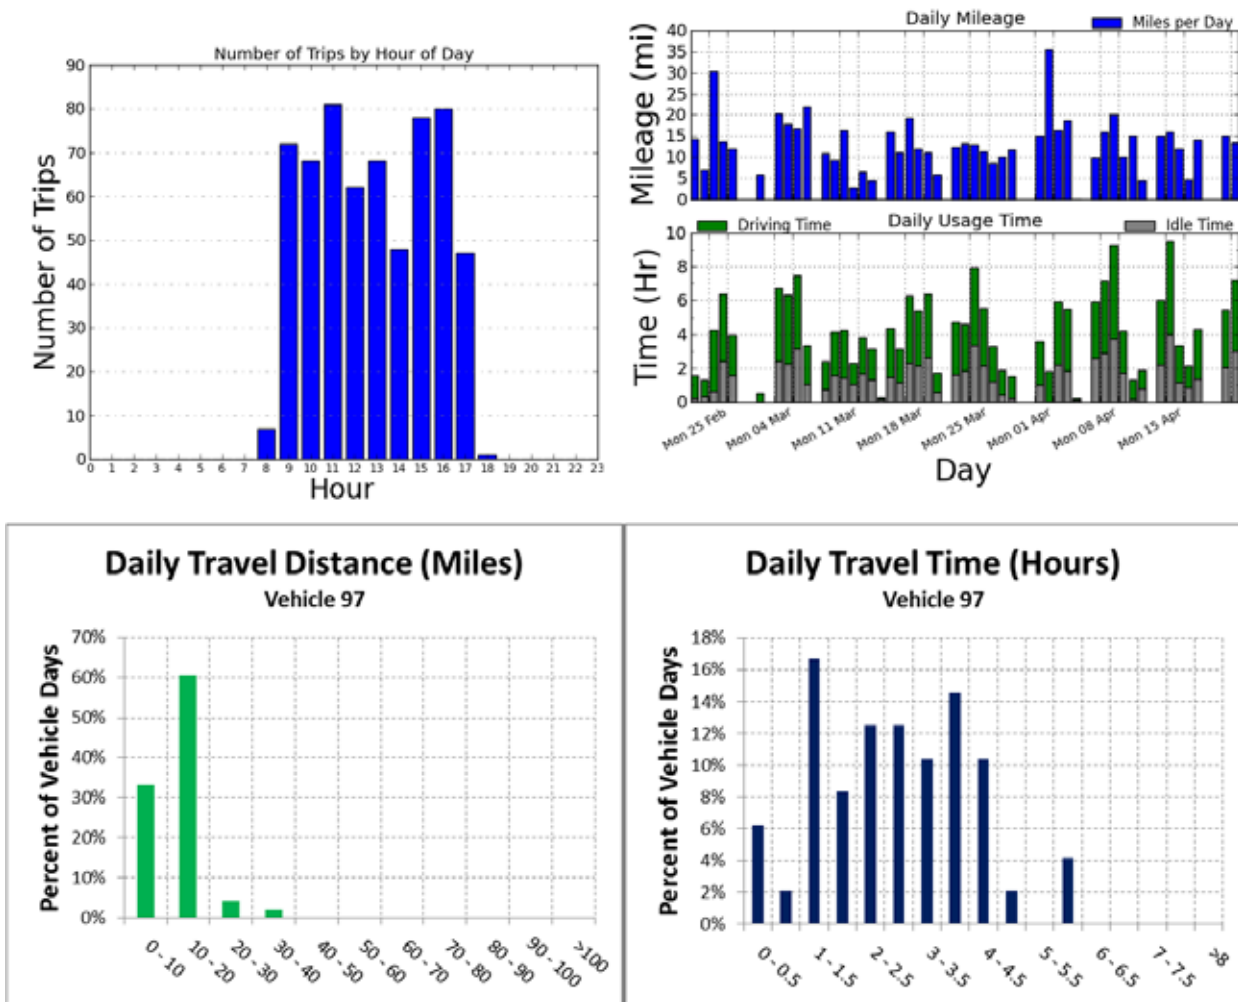 Number of Trips by Hour of Day
Number of Trips
90
80
70
60
50
40
30
20
10
0
0 1 2 3 4 5 6 7 8 9 10 11 12 13 14 15 16 17 18 19 20 21 22 23
Hour
Daily Mileage
Miles per Day
Mileage (mi)
40
35
30
25
20
15
10
5
0
Driving Time
Daily Usage Time
Idle Time
Time (Hr)
10
8
6
4
2
0
Mon 25 Feb
Mon 04 Mar
Mon 11 Mar
Mon 18 Mar
Mon 25 Mar
Mon 01 Apr
Mon 08 Apr
Mon 15 Apr
Day
Daily Travel Distance (Miles)
Vehicle 97
Percent of Vehicle Days
70%
60%
50%
40%
30%
20%
10%
0%
0 - 10
10 - 20
20 - 30
30 - 40
40 - 50
50 - 60
60 - 70
70 - 80
80 - 90
90 - 100
>100
Daily Travel Time (Hours)
Vehicle 97
Percent of Vehicle Days
18%
16%
14%
12%
10%
8%
6%
4%
2%
0%
0 - 0.5
1 - 1.5
2 - 2.5
3 - 3.5
4 - 4.5
5 - 5.5
6 - 6.5
7 - 7.5
>8